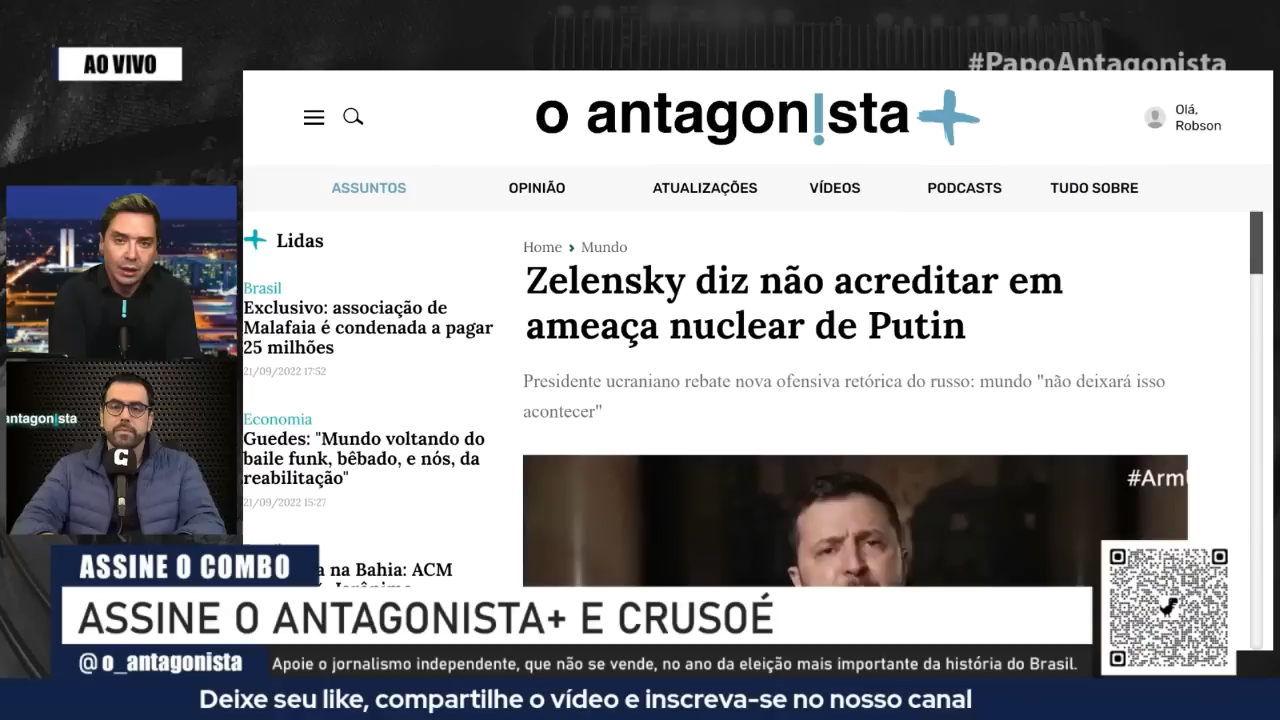 AO VIVO
#PapoAntagonista
o antagon!sta+
Olá,
Robson
ASSUNTOS
OPINIÃO
ATUALIZAÇÕES
VÍDEOS
PODCASTS
TUDO SOBRE
Lidas
Brasil
Exclusivo: associação de
Malafaia é condenada a pagar
25 milhões
21/09/2022 17:52
Economia
Guedes: "Mundo voltando do
baile funk, bêbado, e nós, da
reabilitação"
21/09/2022 15:27
a na Bahia: ACM
Home › Mundo
Zelensky diz não acreditar em
ameaça nuclear de Putin
Presidente ucraniano rebate nova ofensiva retórica do russo: mundo "não deixará isso
acontecer"
#Arm
antagon!sta
ASSINE O COMBO
ASSINE O ANTAGONISTA+ E CRUSOÉ
@o_antagonista
Apoie o jornalismo independente, que não se vende, no ano da eleição mais importante da história do Brasil.
Deixe seu like, compartilhe o vídeo e inscreva-se no nosso canal